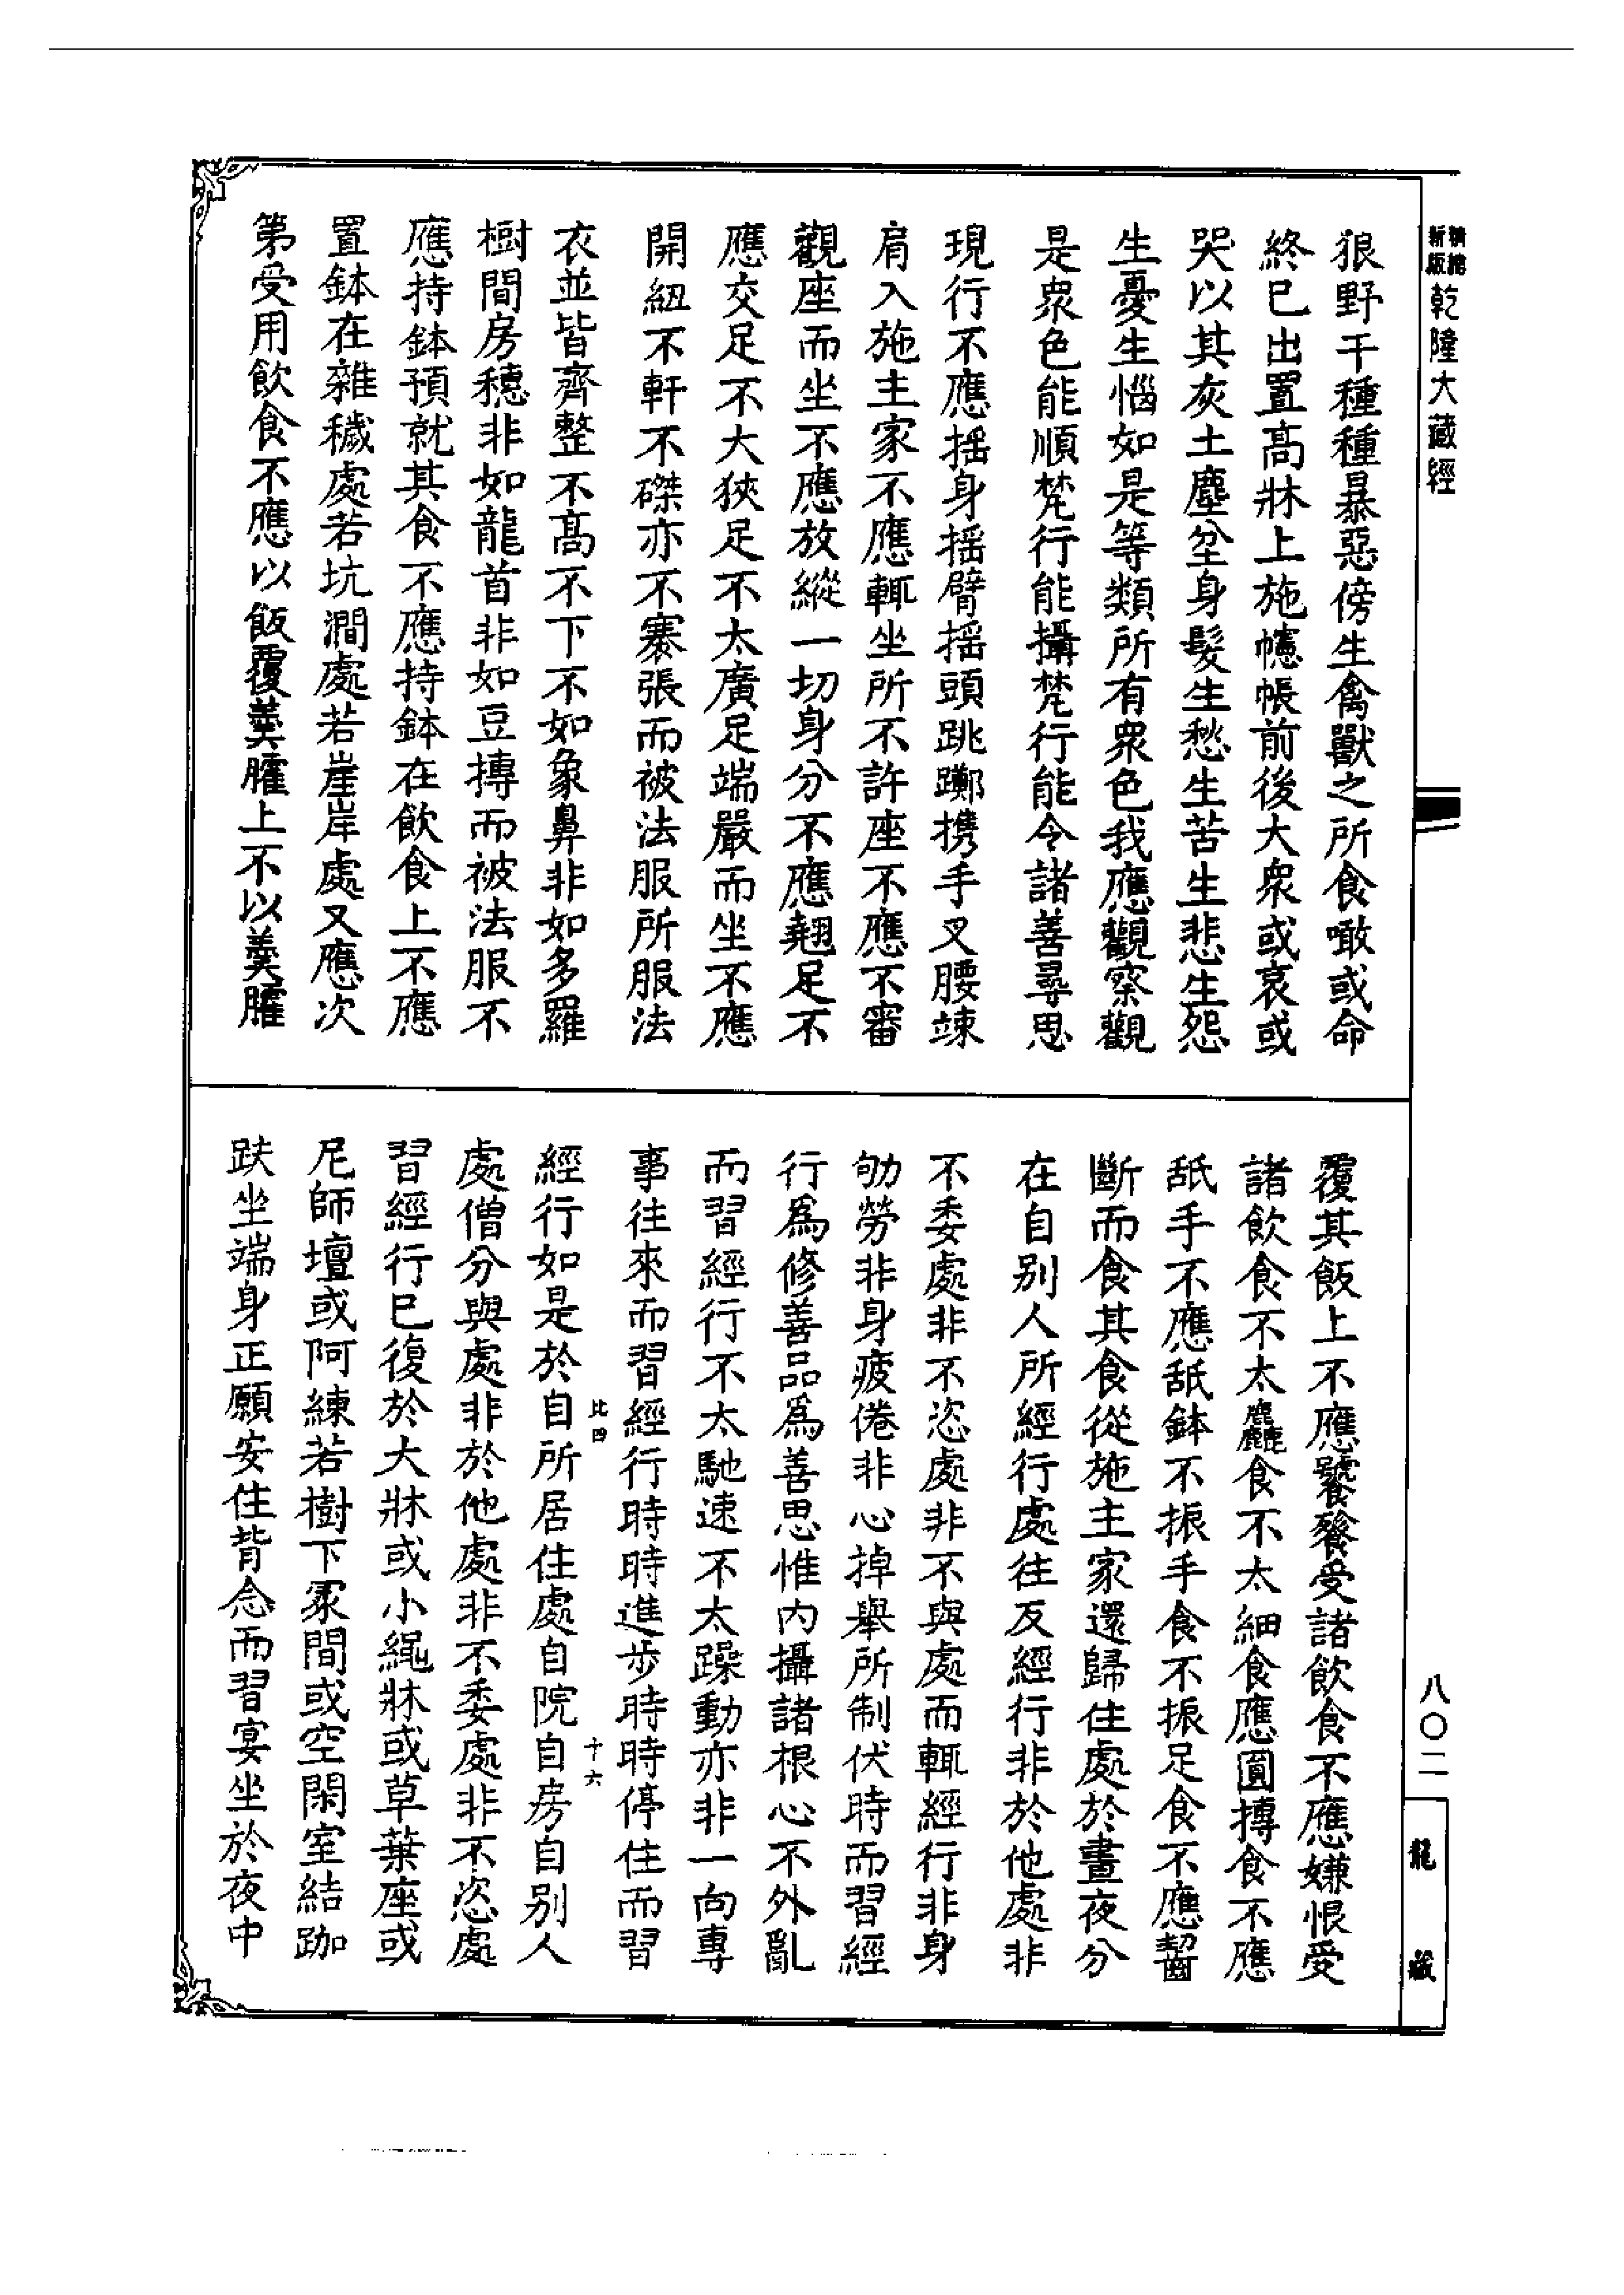 精繕新版乾隆大藏經
狼野干種種暴惡傍生禽獸之所食噉或命
終已出置高牀上施幰帳前後大衆或哀或
哭以其灰土塵坌身髮生愁生苦生悲生怨
生憂生惱如是等類所有衆色我應觀察觀
是衆色能順梵行能攝梵行能令諸善尋思
現行不應搖身搖臂搖頭跳躑攜手叉腰竦
肩入施主家不應輒坐所不許座不應不審
觀座而坐不應放縱一切身分不應翹足不
應交足不大狹足不太廣足端嚴而坐不應
開紐不軒不磔亦不褰張而被法服所服法
衣並皆齊整不高不下不如象鼻非如多羅
樹間房穗非如龍首非如豆摶而被法服不
應持鉢預就其食不應持鉢在飲食上不應
置鉢在雜穢處若坑澗處若崖岸處又應次
第受用飲食不應以飯覆羹臛上不以羹臛
覆其飯上不應饕餮受諸飲食不應嫌恨受
諸飲食不太麤食不太細食應圓摶食不應
舐手不應舐鉢不振手食不振足食不應齧
斷而食其食從施主家還歸住處於晝夜分
在自別人所經行處往反經行非於他處非
不委處非不恣處非不與處而輒經行非身
劬勞非身疲倦非心掉舉所制伏時而習經
行爲修善品爲善思惟內攝諸根心不外亂
而習經行不太馳速不太躁動亦非一向專
事往來而習經行時時進步時時停住而習
經行如是於自所居住處自院自房自別人
比四
十六
處僧分與處非於他處非不委處非不恣處
習經行已復於大牀或小繩牀或草葉座或
尼師壇或阿練若樹下冢間或空閑室結跏
趺坐端身正願安住背念而習宴坐於夜中
八〇二
龍藏